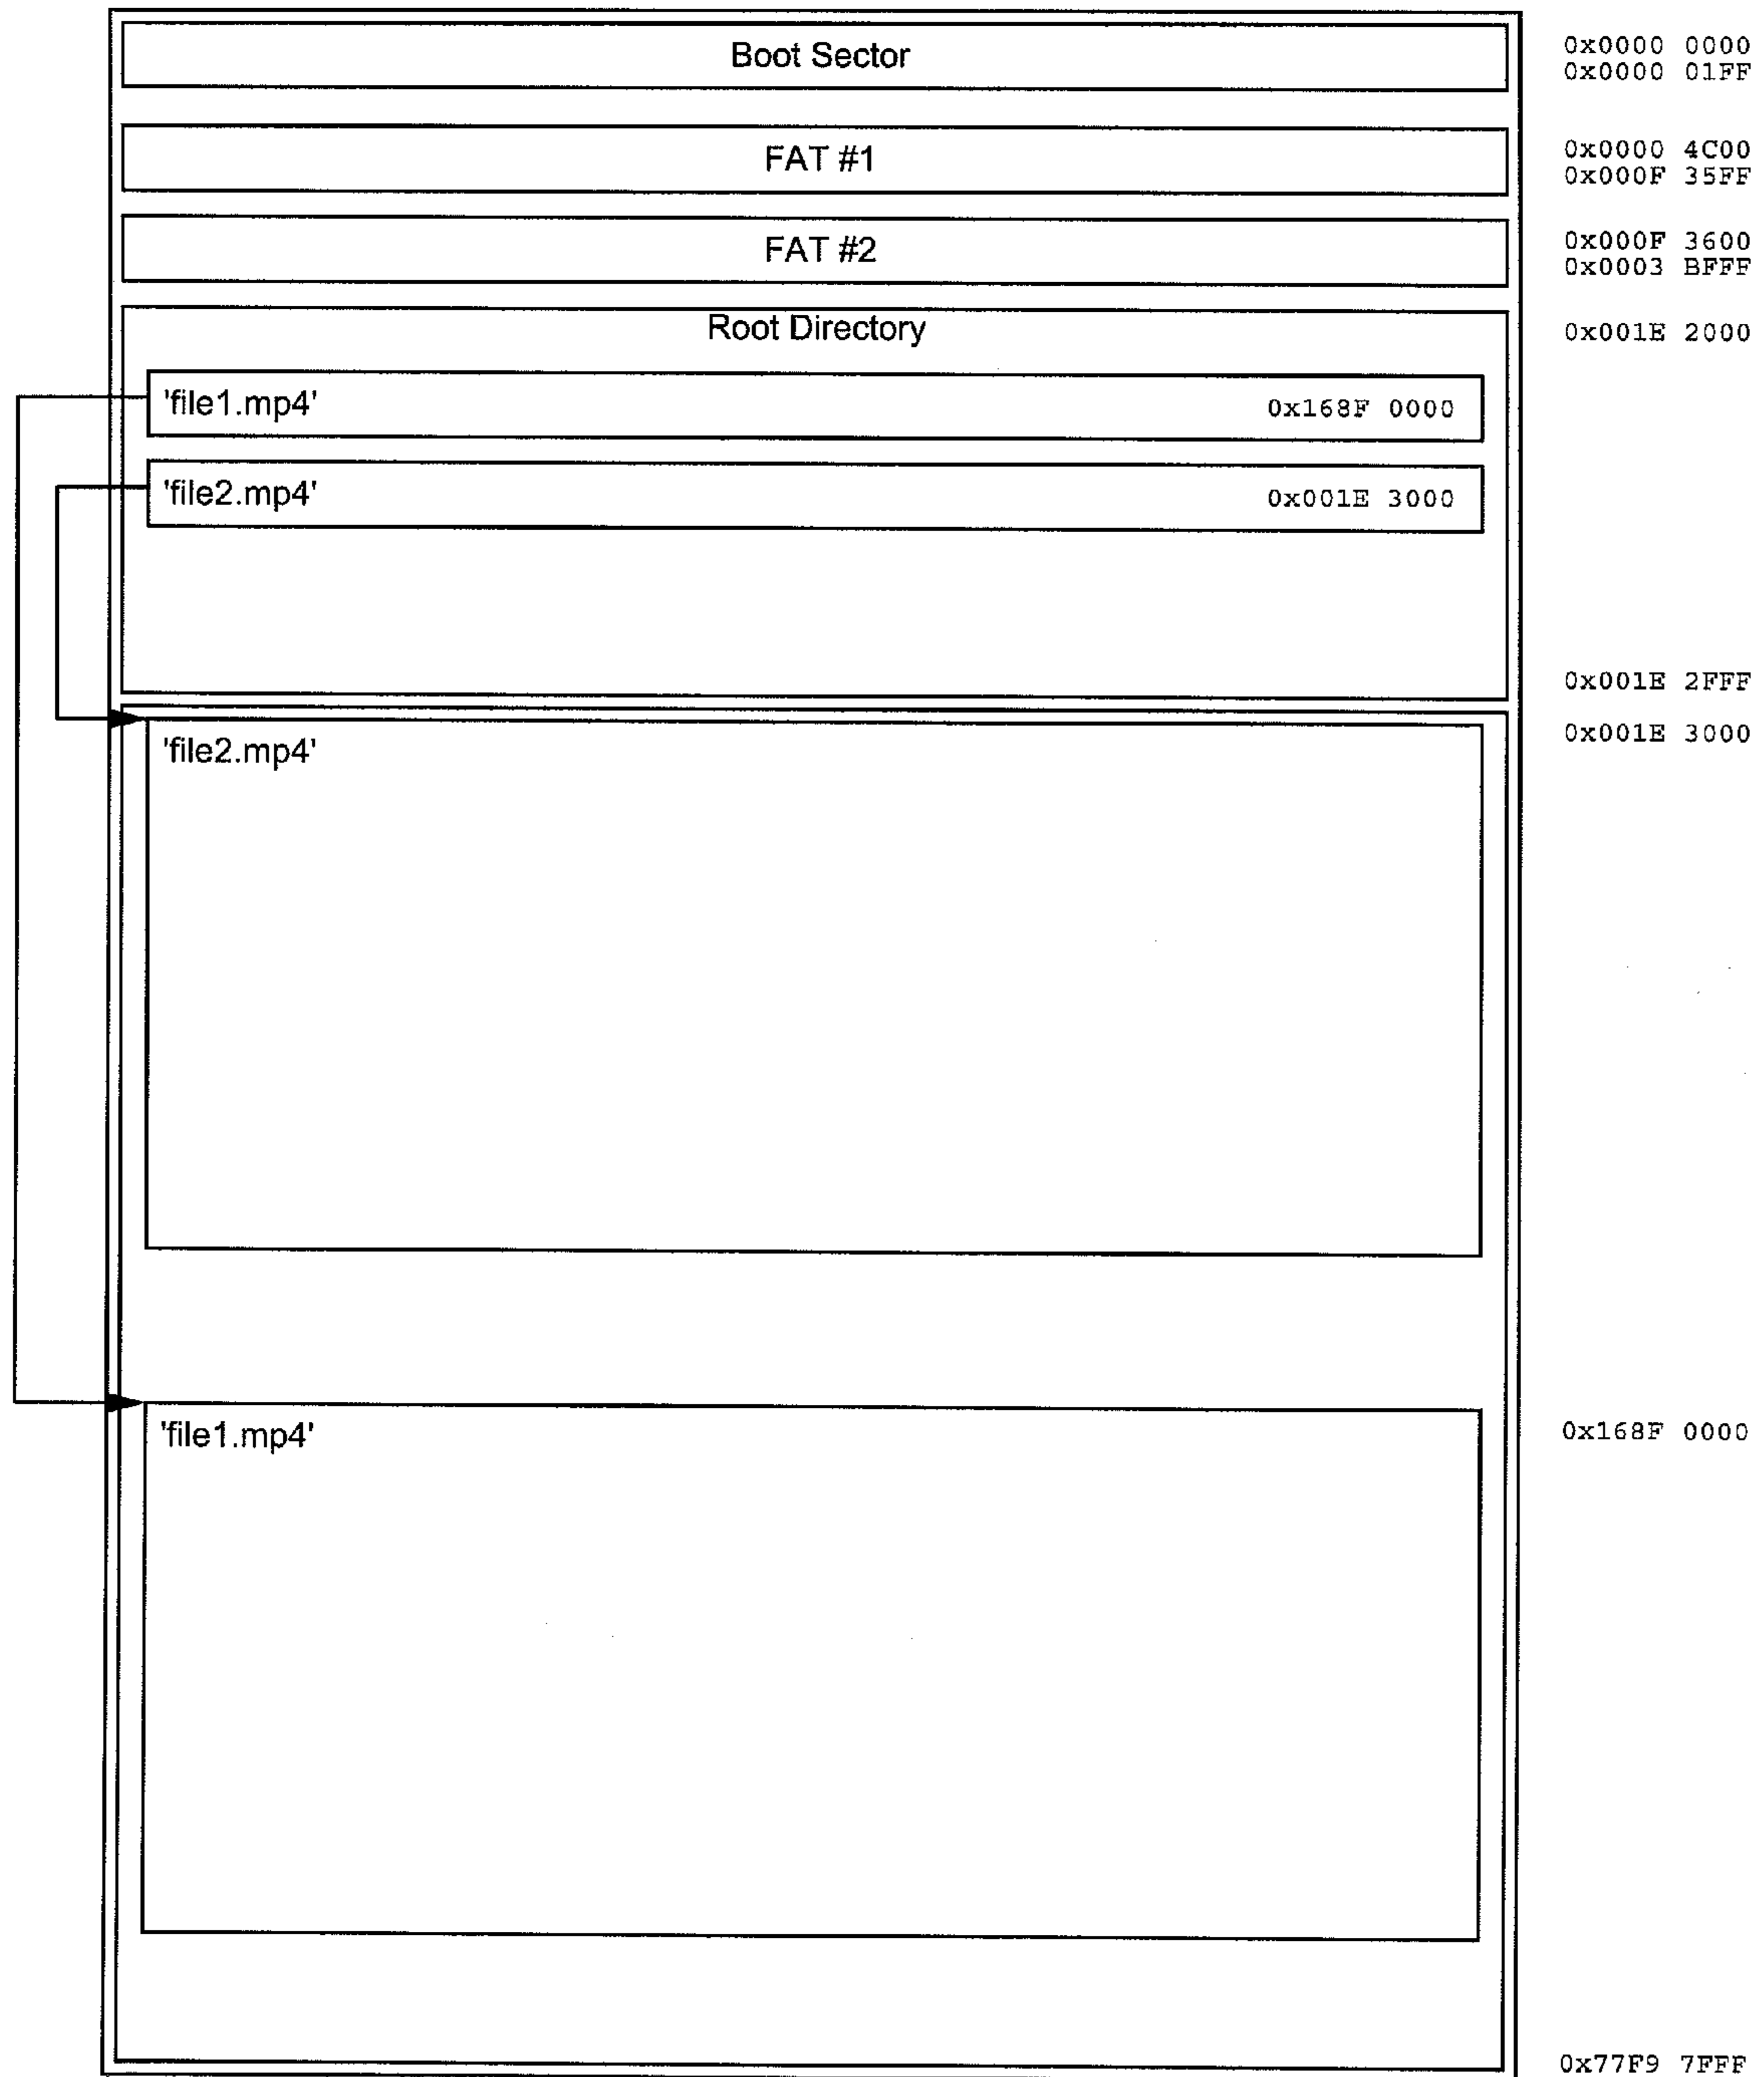 Boot Sector
0x0000 0000
0x0000 01FF
FAT #1
0x0000 4C00
0x000F 35FF
FAT #2
0x000F 3600
0x0003 BFFF
Root Directory
0x001E 2000
'file1.mp4'
0x168F 0000
'file2.mp4'
0x001E 3000
0x001E 2FFF
0x001E 3000
'file2.mp4'
'file1.mp4'
0x168F 0000
0x77F9 7FFF